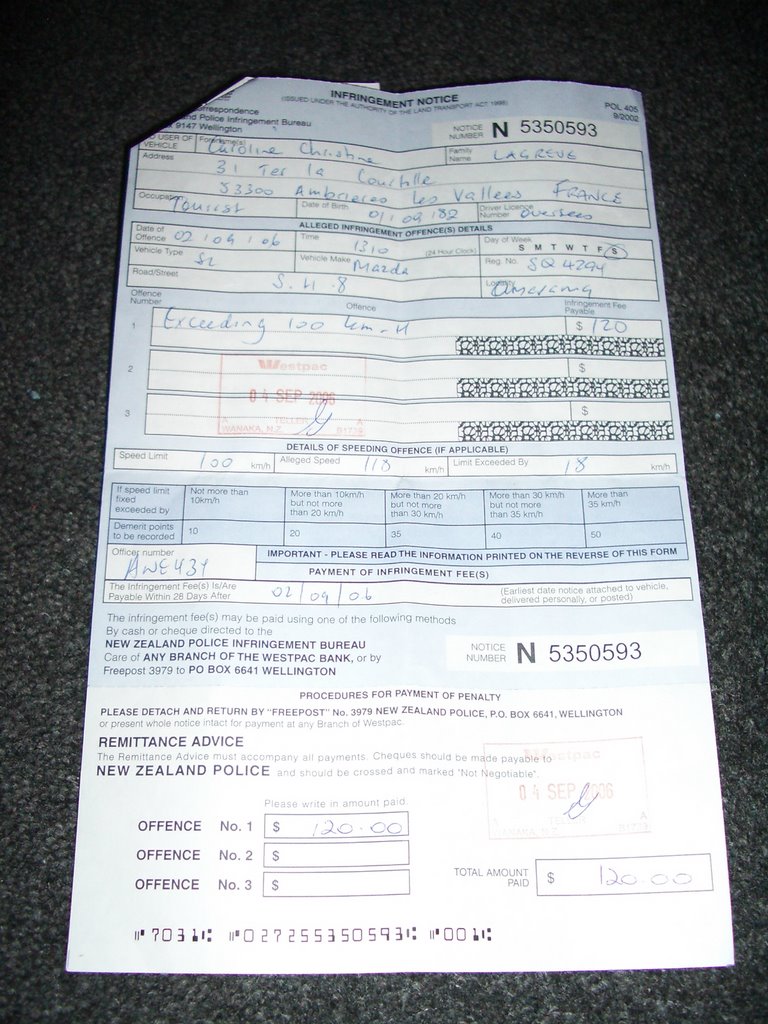 INFRINGEMENT NOTICE
(ISSUED UNDER THE AUTHORITY OF THE LAND TRANSPORT ACT 1998)
POL 405
9/2002
orrespondence
nd Police Infringement Bureau
x 9147 Wellington
NOTICE NUMBER N 5350593
O USER OF VEHICLE Forename(s) Caroline Christine Family Name LAGREVE
Address 31 Ter la
53300 Ambrieres les Vallees FRANCE
Occupation Tourist Date of Birth 01/09/82 Driver Licence Number Overseas
ALLEGED INFRINGEMENT OFFENCE(S) DETAILS
Date of Offence 02/09/06 Time 1310 (24 Hour Clock) Day of Week S M T W T F S
Vehicle Type Vehicle Make Mazda Reg. No. SQ4294
Road/Street S.H.8 Locality Omarama
Offence Number Offence Infringement Fee Payable
1 Exceeding 100 km-H $ 120
2 $
3 $
Westpac
04 SEP 2006
A TELLER A
WANAKA, N.Z. B1739
DETAILS OF SPEEDING OFFENCE (IF APPLICABLE)
Speed Limit 100 km/h Alleged Speed 118 km/h Limit Exceeded By 18 km/h
If speed limit fixed exceeded by Not more than 10km/h More than 10km/h but not more than 20 km/h More than 20 km/h but not more than 30 km/h More than 30 km/h but not more than 35 km/h More than 35 km/h
Demerit points to be recorded 10 20 35 40 50
Officer number AWE431
IMPORTANT - PLEASE READ THE INFORMATION PRINTED ON THE REVERSE OF THIS FORM
PAYMENT OF INFRINGEMENT FEE(S)
The Infringement Fee(s) Is/Are Payable Within 28 Days After 02/09/06 (Earliest date notice attached to vehicle, delivered personally, or posted)
The infringement fee(s) may be paid using one of the following methods
By cash or cheque directed to the
NEW ZEALAND POLICE INFRINGEMENT BUREAU
Care of ANY BRANCH OF THE WESTPAC BANK, or by
Freepost 3979 to PO BOX 6641 WELLINGTON
NOTICE NUMBER N 5350593
PROCEDURES FOR PAYMENT OF PENALTY
PLEASE DETACH AND RETURN BY "FREEPOST" No. 3979 NEW ZEALAND POLICE, P.O. BOX 6641, WELLINGTON
or present whole notice intact for payment at any Branch of Westpac.
REMITTANCE ADVICE
The Remittance Advice must accompany all payments. Cheques should be made payable to
NEW ZEALAND POLICE and should be crossed and marked "Not Negotiable".
Westpac
04 SEP 2006
Please write in amount paid
OFFENCE No. 1 $ 120.00
OFFENCE No. 2 $
OFFENCE No. 3 $
TOTAL AMOUNT PAID $ 120.00
⑈7031⑆ ⑈027255350593⑆ ⑈001⑆